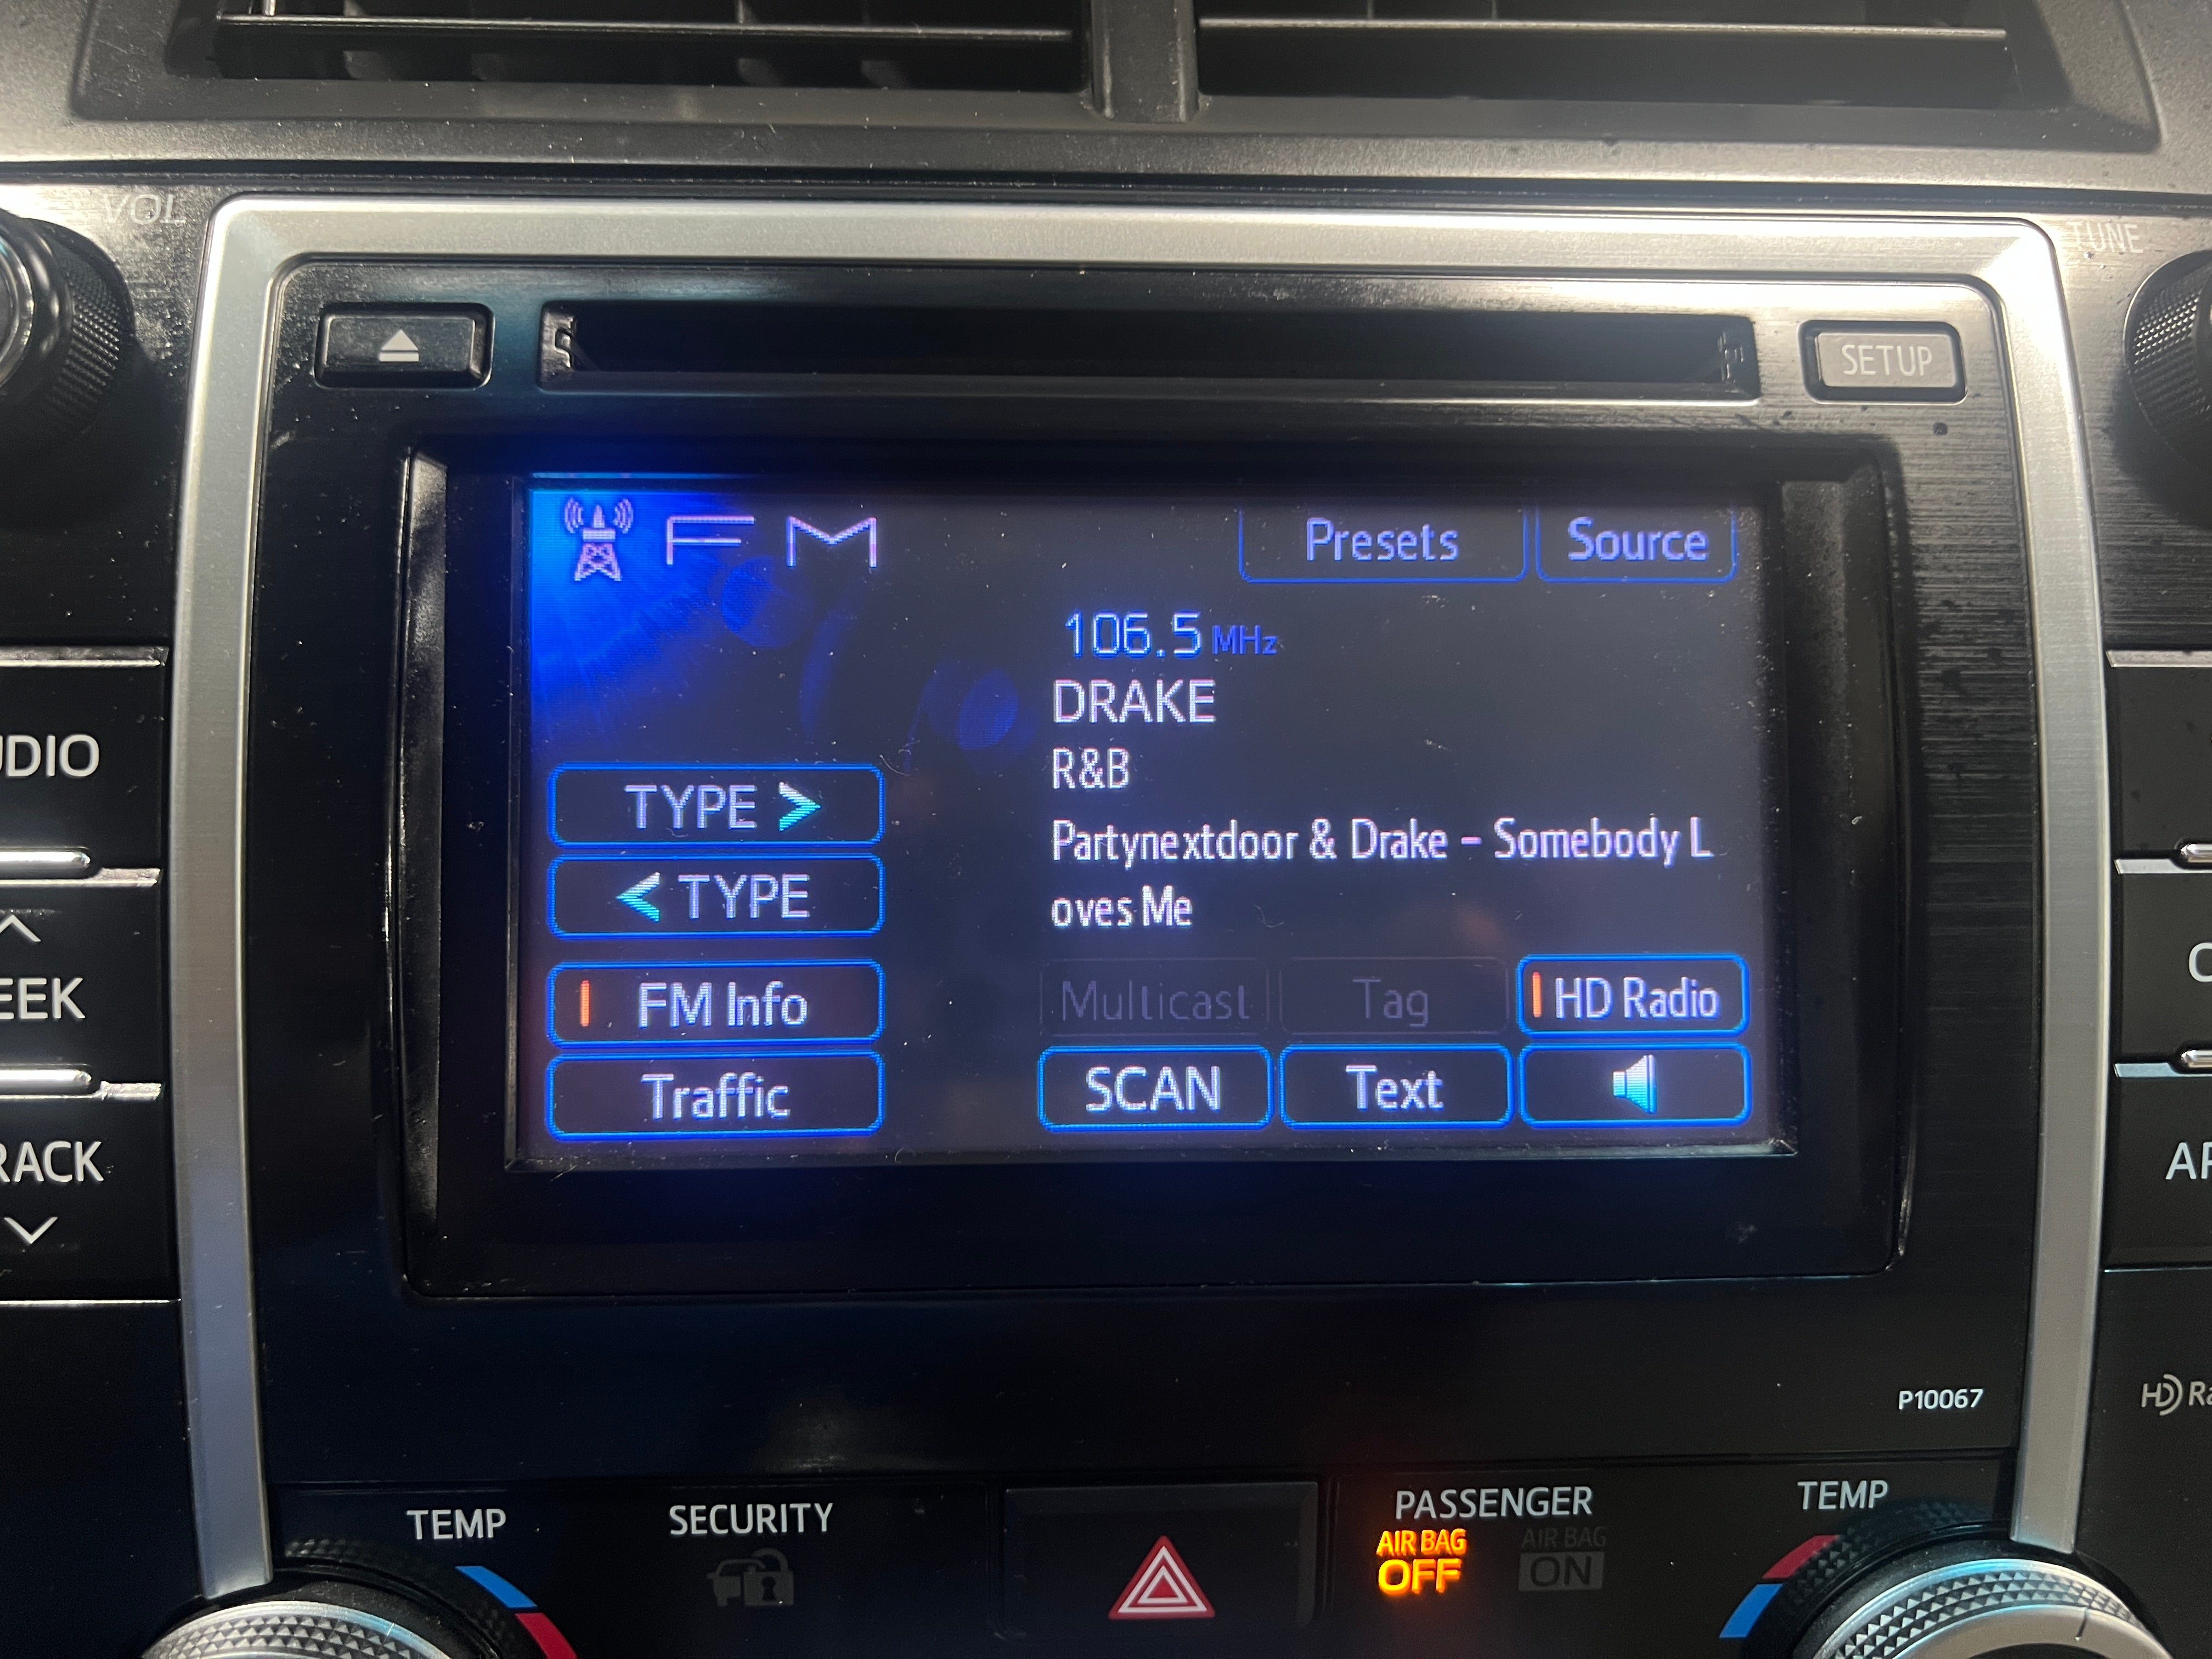 VOL
TUNE
SETUP
FM
Presets
Source
106.5 MHz
DRAKE
R&B
Partynextdoor & Drake - Somebody L
oves Me
TYPE >
< TYPE
FM Info
Traffic
Multicast
Tag
HD Radio
SCAN
Text
UDIO
EEK
RACK
AP
P10067
HD Ra
TEMP
SECURITY
PASSENGER
AIR BAG
OFF
AIR BAG
ON
TEMP